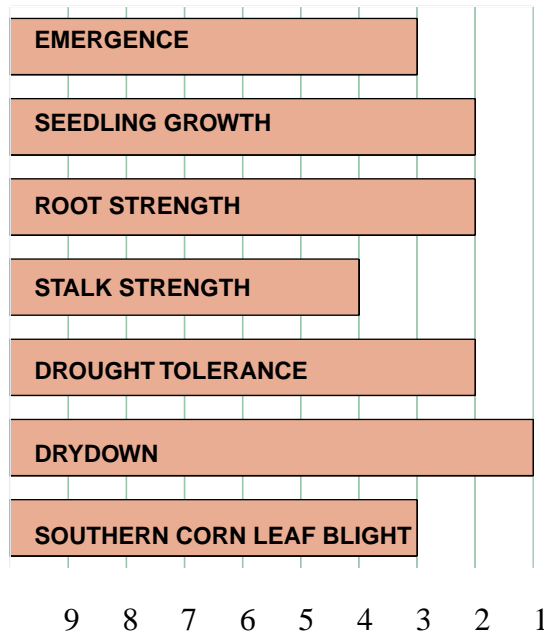 EMERGENCE
SEEDLING GROWTH
ROOT STRENGTH
STALK STRENGTH
DROUGHT TOLERANCE
DRYDOWN
SOUTHERN CORN LEAF BLIGHT
9 8 7 6 5 4 3 2 1